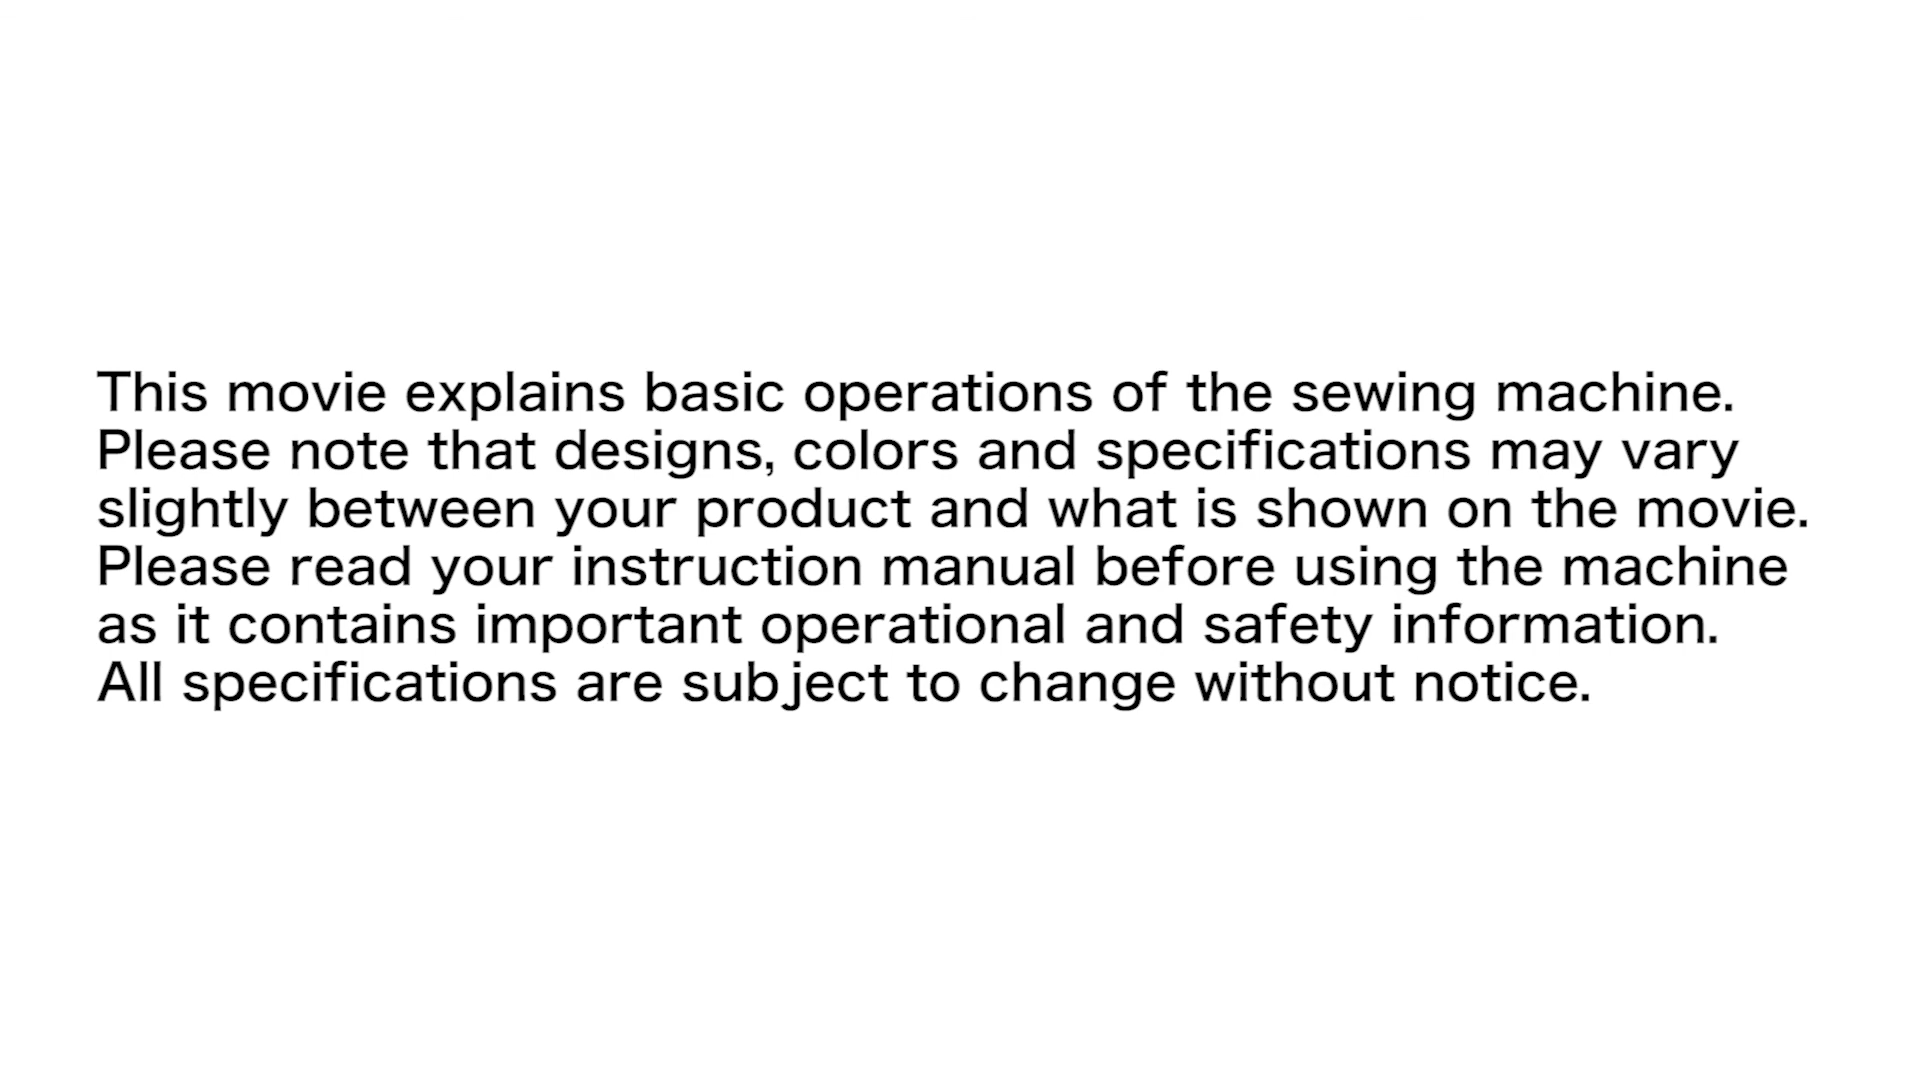 This movie explains basic operations of the sewing machine.
Please note that designs, colors and specifications may vary
slightly between your product and what is shown on the movie.
Please read your instruction manual before using the machine
as it contains important operational and safety information.
All specifications are subject to change without notice.